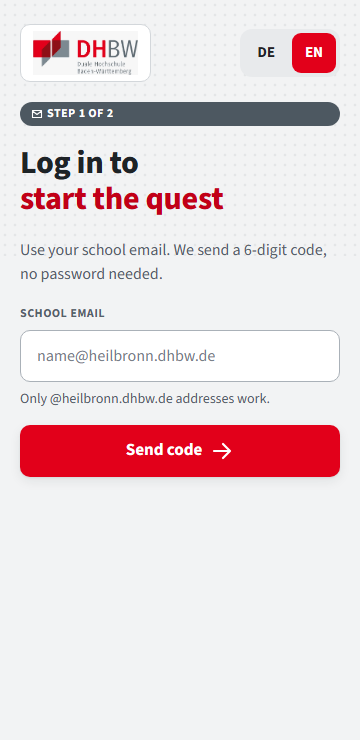 DHBW
Duale Hochschule
Baden-Württemberg
DE
EN
STEP 1 OF 2
Log in to
start the quest
Use your school email. We send a 6-digit code,
no password needed.
SCHOOL EMAIL
name@heilbronn.dhbw.de
Only @heilbronn.dhbw.de addresses work.
Send code